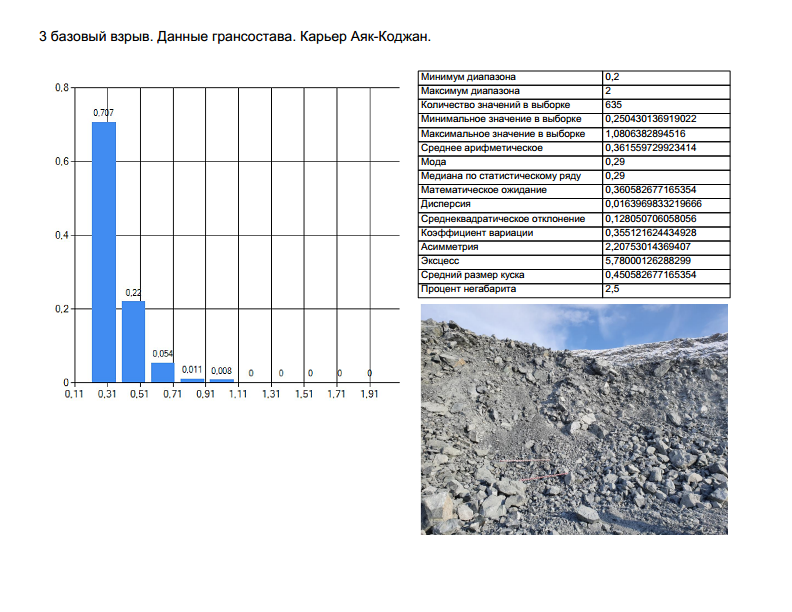 3 базовый взрыв. Данные грансостава. Карьер Аяк-Коджан.
0,8
0,707
0,6
0,4
0,22
0,2
0,054
0,011
0,008
0
0
0
0
0
0
0,11 0,31 0,51 0,71 0,91 1,11 1,31 1,51 1,71 1,91
Минимум диапазона 0,2
Максимум диапазона 2
Количество значений в выборке 635
Минимальное значение в выборке 0,250430136919022
Максимальное значение в выборке 1,0806382894516
Среднее арифметическое 0,361559729923414
Мода 0,29
Медиана по статистическому ряду 0,29
Математическое ожидание 0,360582677165354
Дисперсия 0,0163969833219666
Среднеквадратическое отклонение 0,128050706058056
Коэффициент вариации 0,355121624434928
Асимметрия 2,20753014369407
Эксцесс 5,78000126288299
Средний размер куска 0,450582677165354
Процент негабарита 2,5